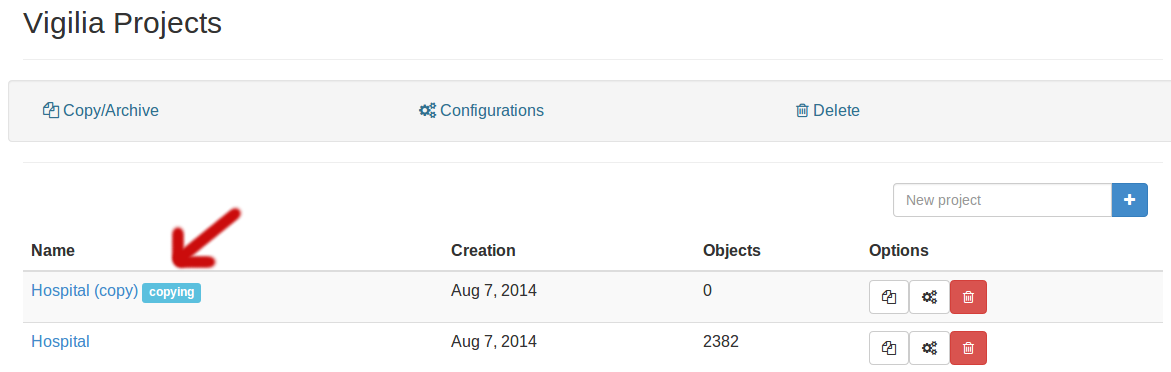 Vigilia Projects
Copy/Archive Configurations Delete
New project
Name Creation Objects Options
Hospital (copy) copying Aug 7, 2014 0
Hospital Aug 7, 2014 2382